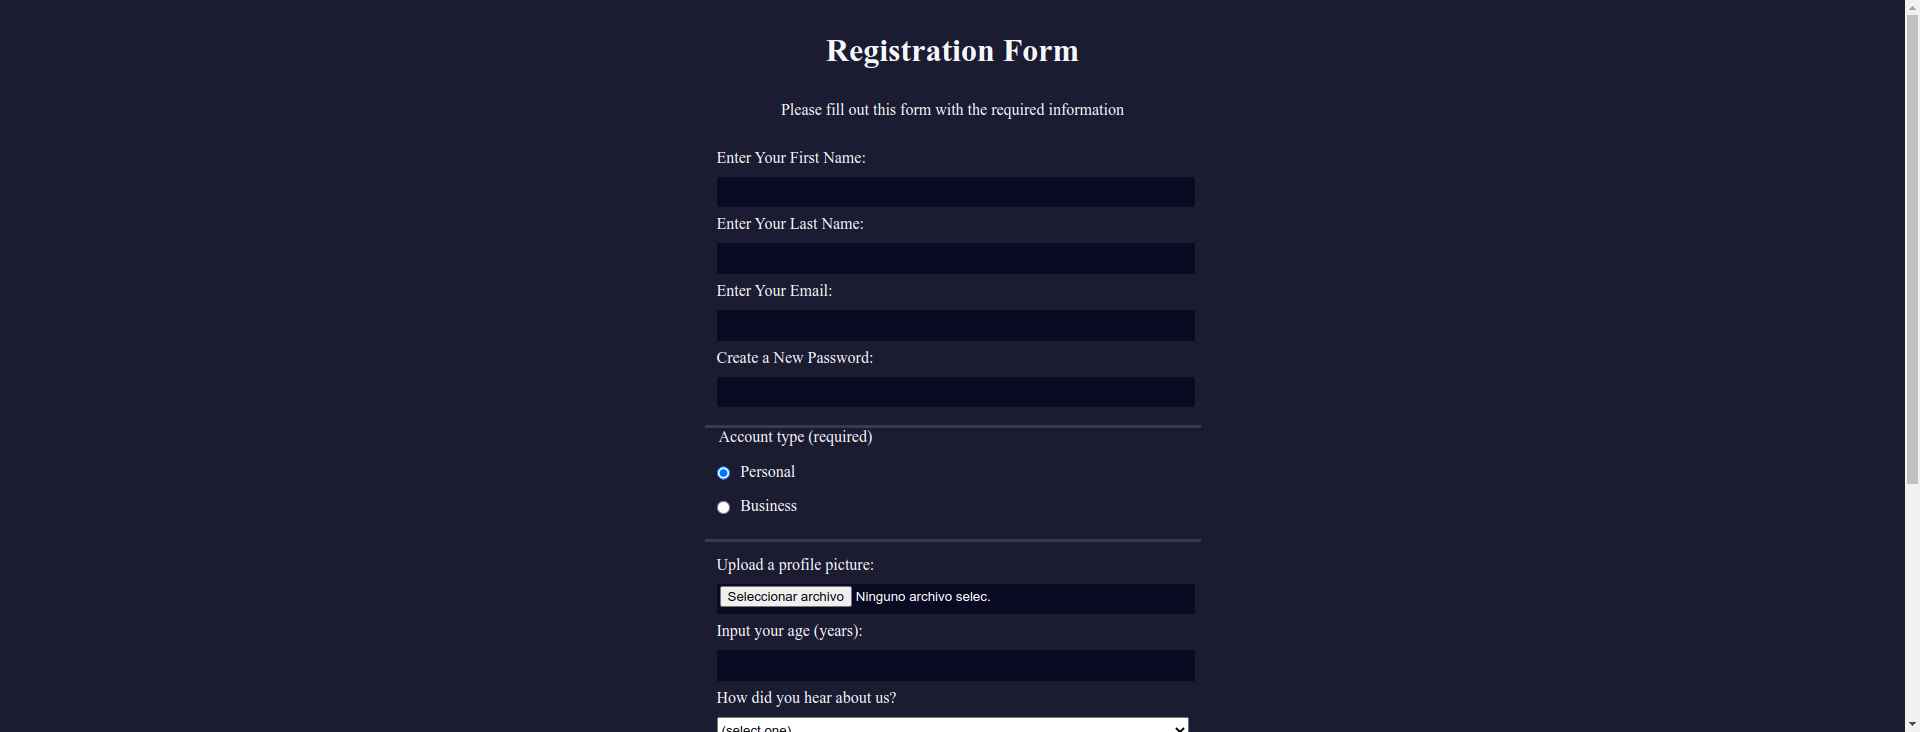 Registration Form
Please fill out this form with the required information
Enter Your First Name:
Enter Your Last Name:
Enter Your Email:
Create a New Password:
Account type (required)
Personal
Business
Upload a profile picture:
Seleccionar archivo Ninguno archivo selec.
Input your age (years):
How did you hear about us?
(select one)